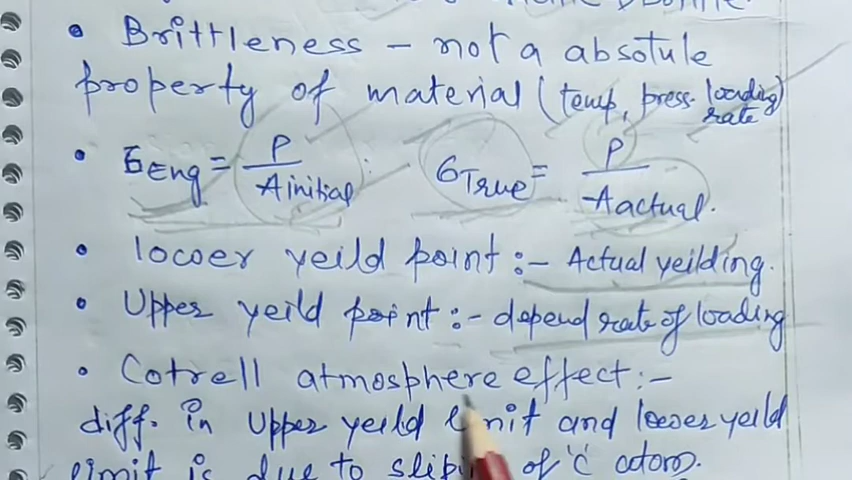 • Brittleness - not a absolute
property of material (temp, press. loading rate)
• σEng = P / Ainitial σTrue = P / Aactual.
• locoer yeild point :- Actual yeilding.
• Upper yeild point :- depend rate of loading
• Cotrell atmosphere effect :-
diff. in Upper yeild limit and lower yeild
limit is due to slip of 'C' atom.